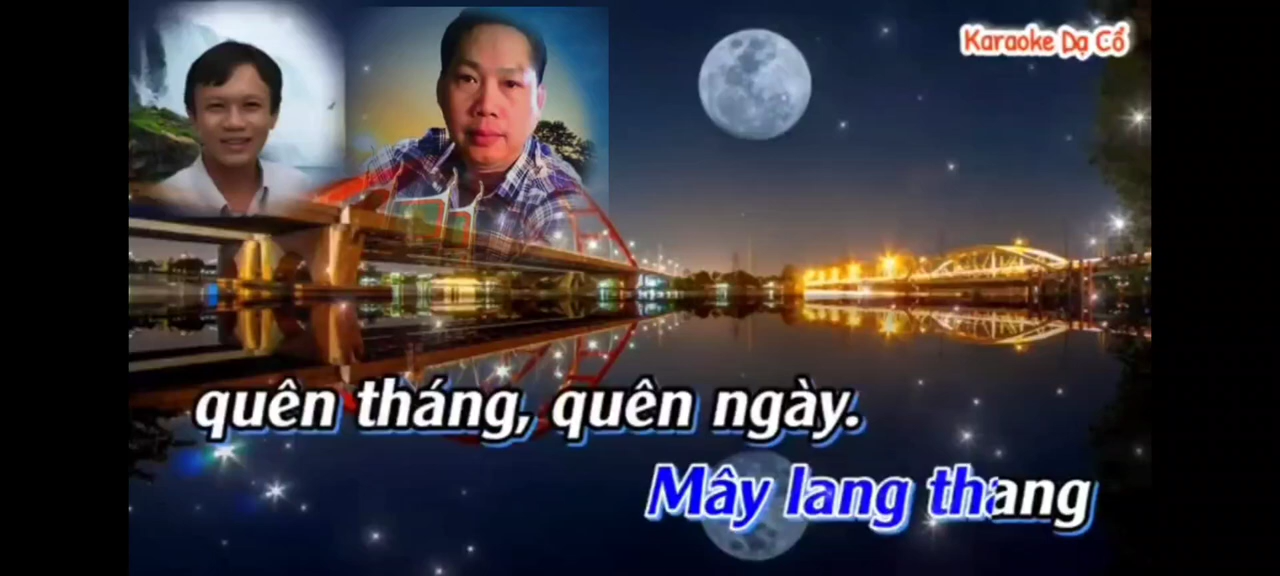 Karaoke Dạ Cổ
quên tháng, quên ngày.
Mây lang thang